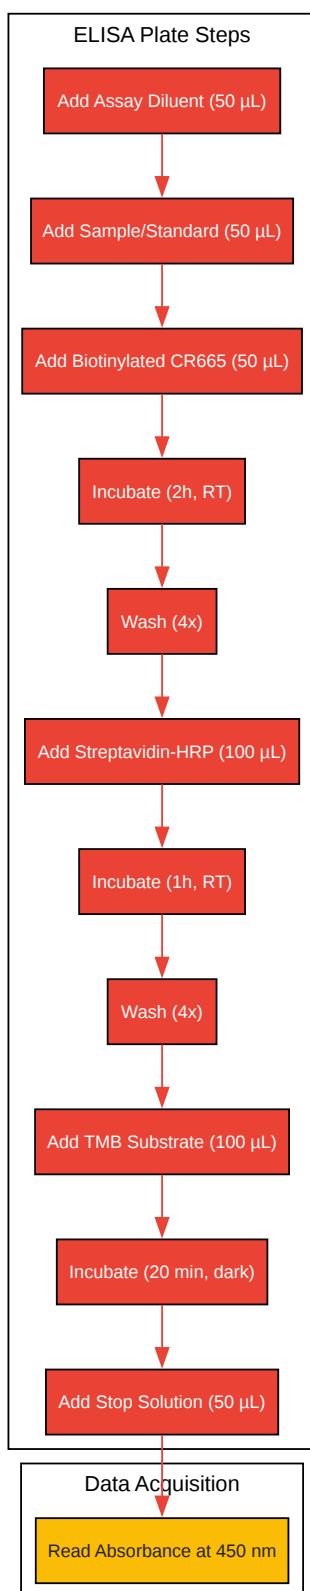 ELISA Plate Steps
Add Assay Diluent (50 µL)
Add Sample/Standard (50 µL)
Add Biotinylated CR665 (50 µL)
Incubate (2h, RT)
Wash (4x)
Add Streptavidin-HRP (100 µL)
Incubate (1h, RT)
Wash (4x)
Add TMB Substrate (100 µL)
Incubate (20 min, dark)
Add Stop Solution (50 µL)
Data Acquisition
Read Absorbance at 450 nm